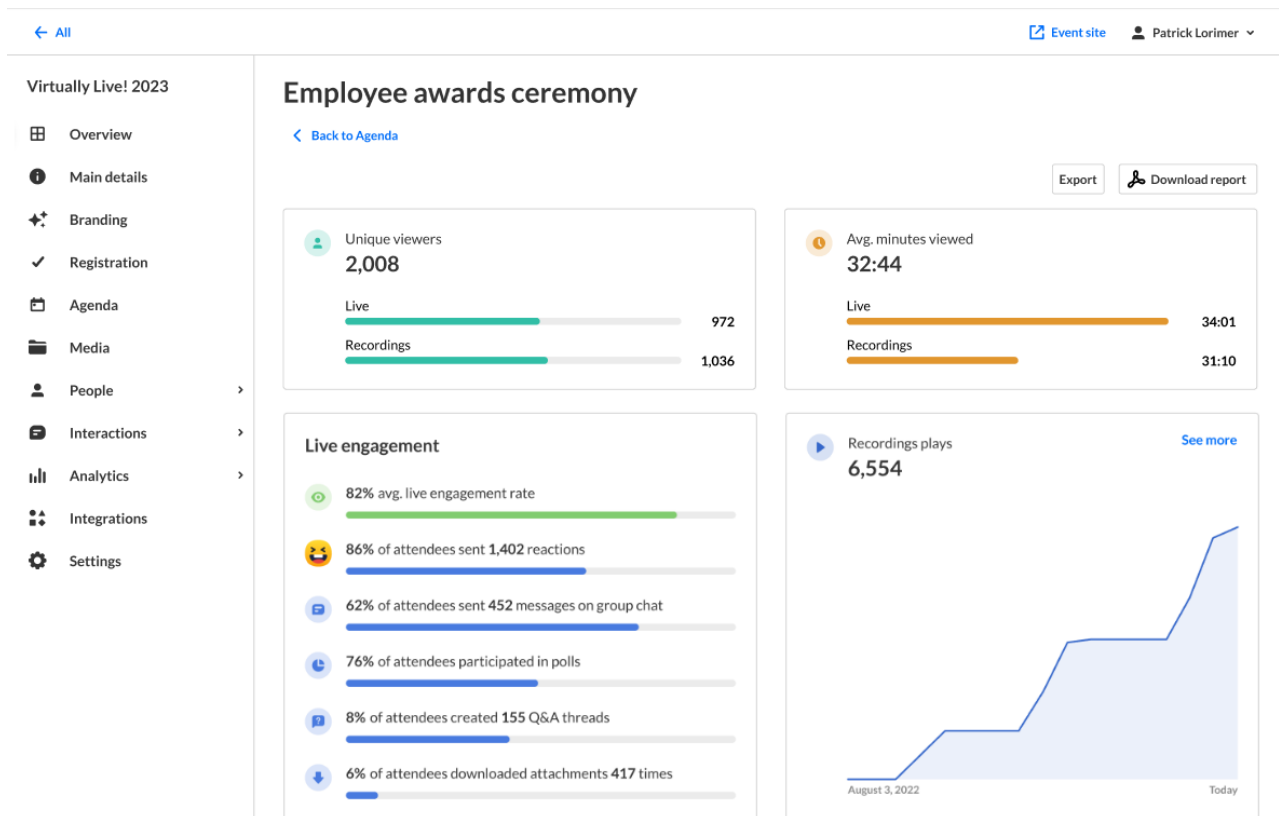 All
Event site
Patrick Lorimer
Virtually Live! 2023
Overview
Main details
Branding
Registration
Agenda
Media
People
Interactions
Analytics
Integrations
Settings
Employee awards ceremony
Back to Agenda
Export
Download report
Unique viewers
2,008
Live
972
Recordings
1,036
Avg. minutes viewed
32:44
Live
34:01
Recordings
31:10
Live engagement
82% avg. live engagement rate
86% of attendees sent 1,402 reactions
62% of attendees sent 452 messages on group chat
76% of attendees participated in polls
8% of attendees created 155 Q&A threads
6% of attendees downloaded attachments 417 times
Recordings plays
See more
6,554
August 3, 2022
Today